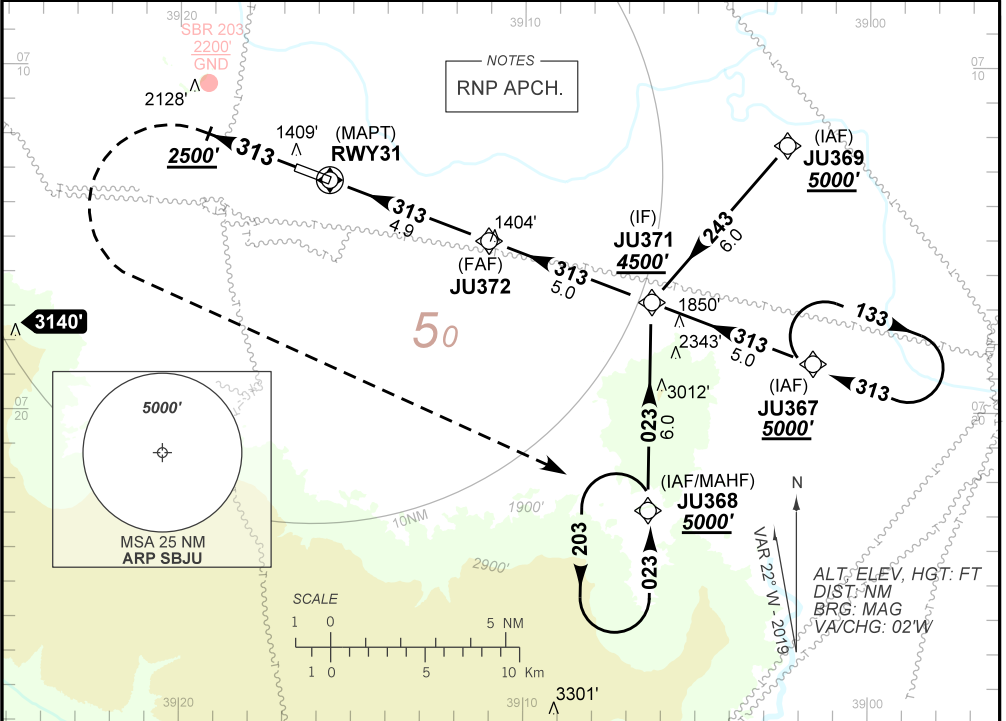 39|20
39|10
39|00
SBR 203
2200'
GND
07
10
07
10
NOTES
RNP APCH.
2128'
1409'
(MAPT)
RWY31
(IAF)
JU369
5000'
2500'
313
313
4.9
1404'
(IF)
JU371
4500'
243
6.0
(FAF)
JU372
313
5.0
1850'
133
3140'
50
2343'
313
5.0
(IAF)
JU367
5000'
313
3012'
023
6.0
5000'
07
20
07
20
(IAF/MAHF)
JU368
5000'
N
1900'
10NM
MSA 25 NM
ARP SBJU
203
023
VAR 22° W - 2019
2900'
ALT, ELEV, HGT: FT
DIST: NM
BRG: MAG
VA/CHG: 02'W
SCALE
1 0 5 NM
1 0 5 10 Km
3301'
39|20
39|10
39|00